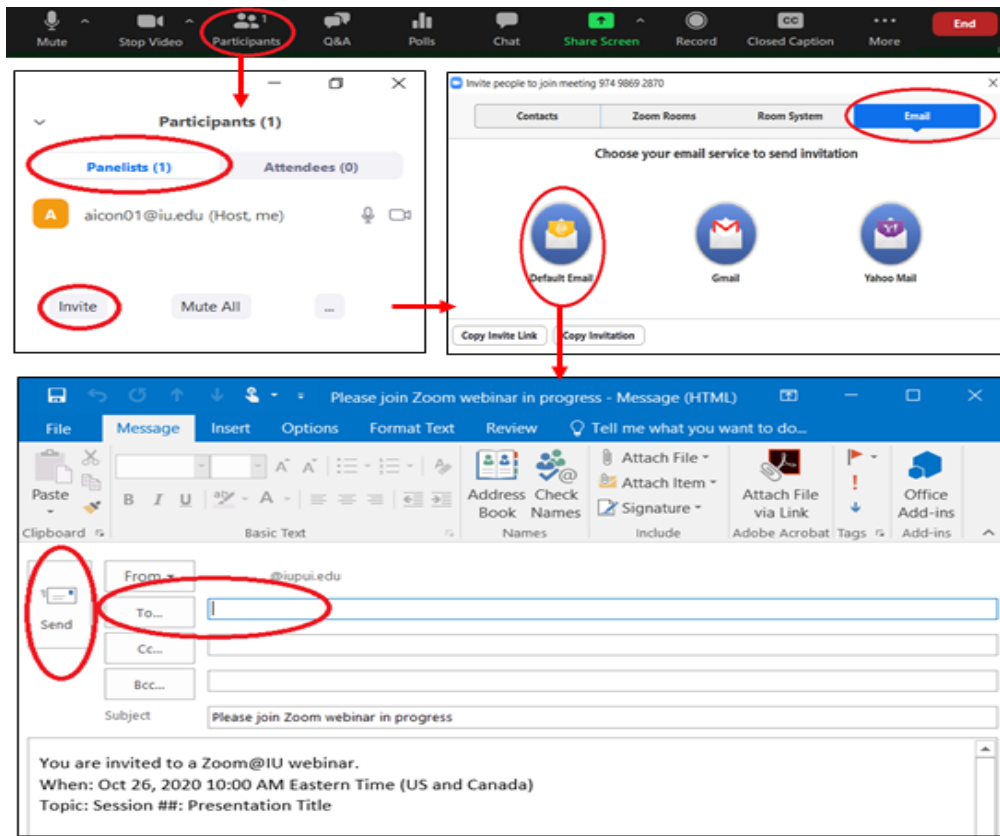 1
Mute Stop Video Participants Q&A Polls Chat Share Screen Record Closed Caption More End
CC
Participants (1)
Panelists (1) Attendees (0)
A aicon01@iu.edu (Host, me)
Invite Mute All ...
Invite people to join meeting 974 9869 2870
Contacts Zoom Rooms Room System Email
Choose your email service to send invitation
Default Email Gmail Yahoo Mail
Copy Invite Link Copy Invitation
Please join Zoom webinar in progress - Message (HTML)
File Message Insert Options Format Text Review Tell me what you want to do...
Paste
B I U A
Address Book
Check Names
Attach File
Attach Item
Signature
Attach File via Link
Office Add-ins
Clipboard Basic Text Names Include Adobe Acrobat Tags Add-ins
Send
From @iupui.edu
To...
Cc...
Bcc...
Subject Please join Zoom webinar in progress
You are invited to a Zoom@IU webinar.
When: Oct 26, 2020 10:00 AM Eastern Time (US and Canada)
Topic: Session ##: Presentation Title